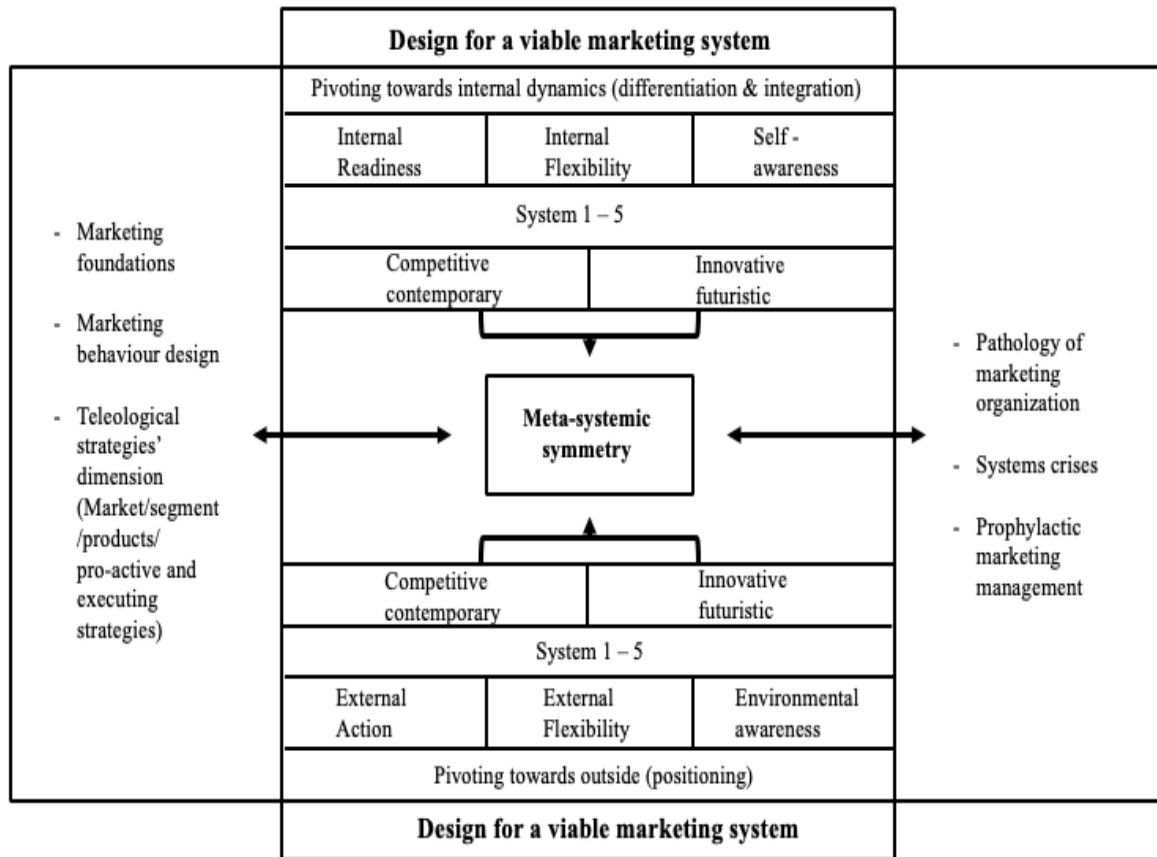 Design for a viable marketing system
Pivoting towards internal dynamics (differentiation & integration)
Internal
Readiness
Internal
Flexibility
Self -
awareness
System 1 – 5
Competitive
contemporary
Innovative
futuristic
- Marketing
foundations
- Marketing
behaviour design
- Teleological
strategies’
dimension
(Market/segment
/products/
pro-active and
executing
strategies)
Meta-systemic
symmetry
- Pathology of
marketing
organization
- Systems crises
- Prophylactic
marketing
management
Competitive
contemporary
Innovative
futuristic
System 1 – 5
External
Action
External
Flexibility
Environmental
awareness
Pivoting towards outside (positioning)
Design for a viable marketing system